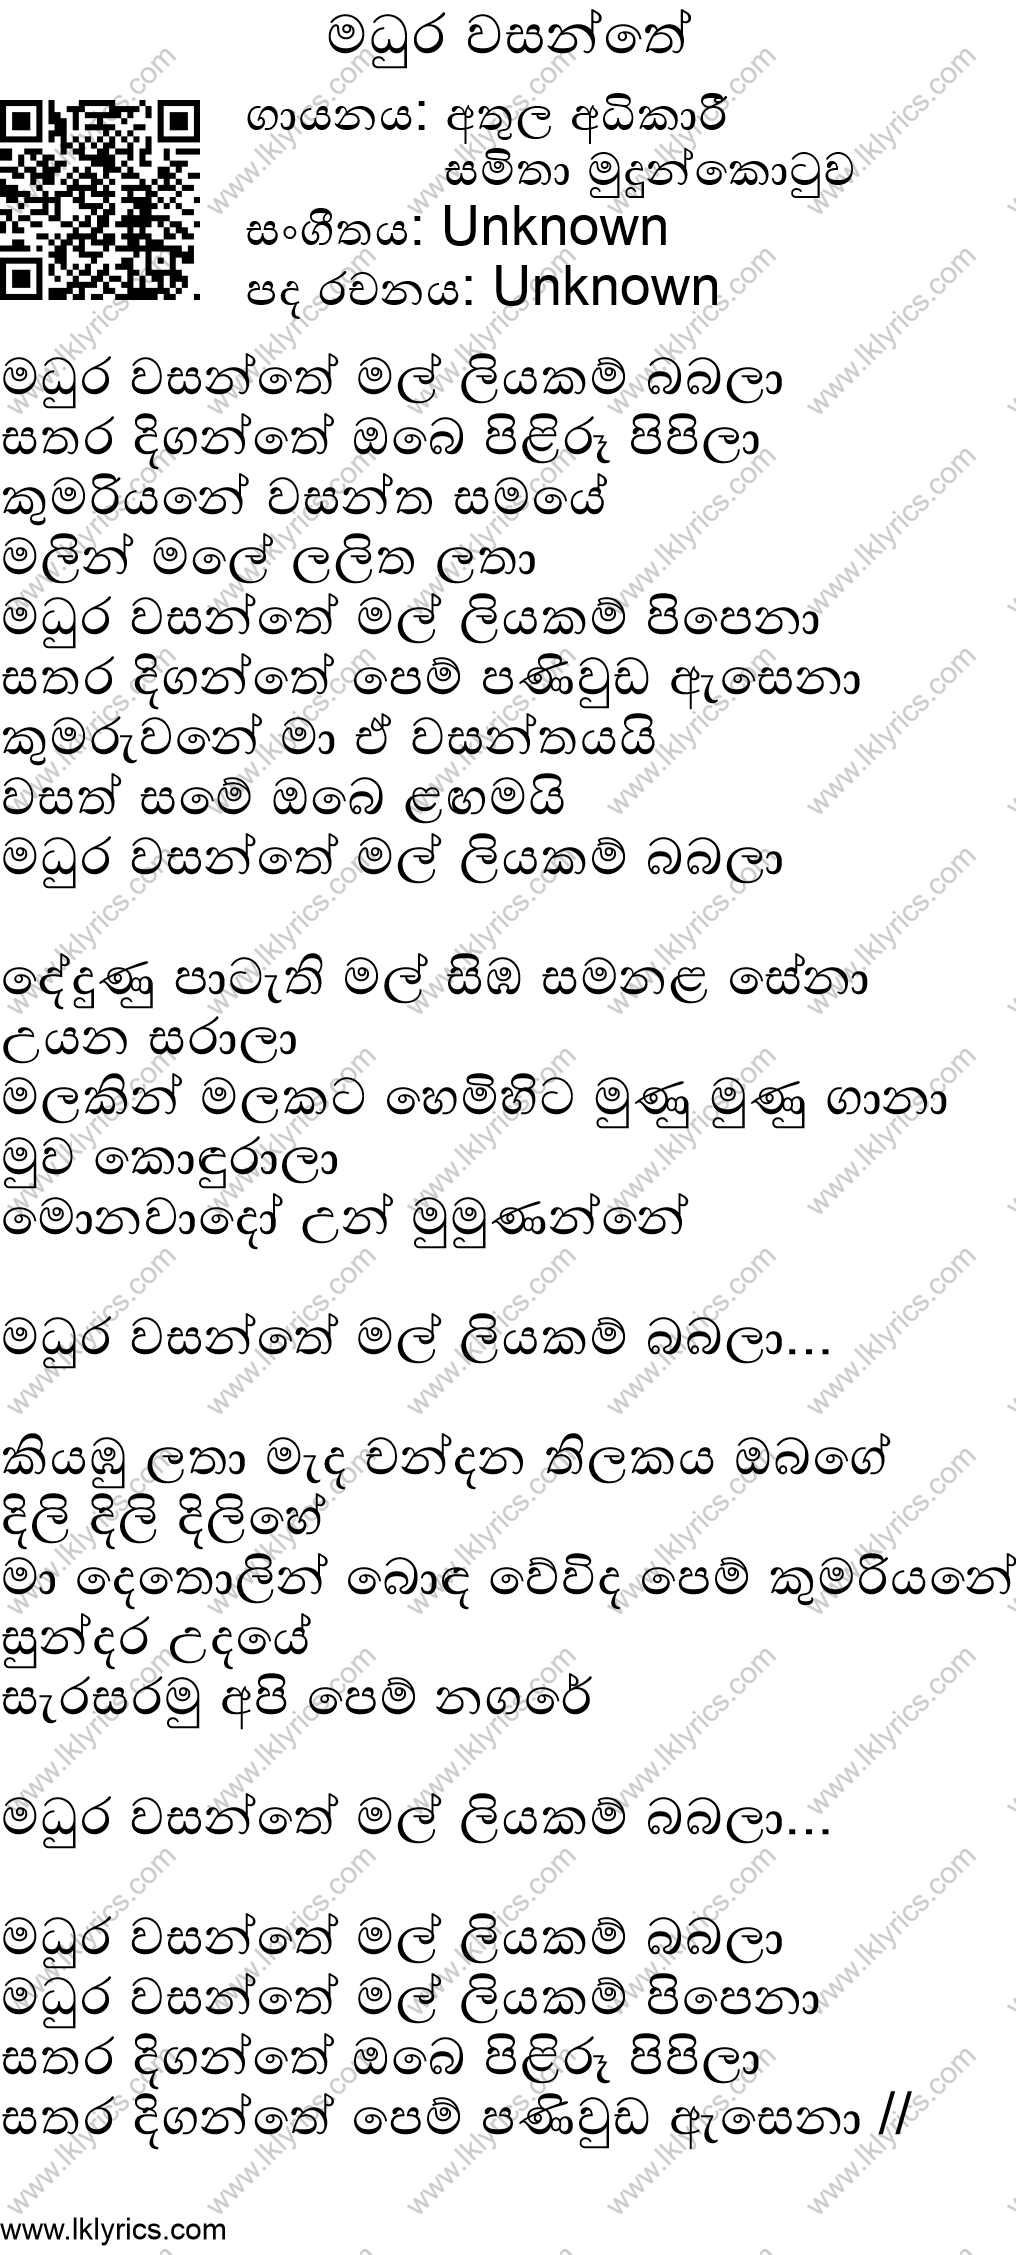 මධුර වසන්තේ
ගායනය: අතුල අධිකාරී
සමිතා මුදුන්කොටුව
සංගීතය: Unknown
පද රචනය: Unknown
මධුර වසන්තේ මල් ලියකම් බබලා
සතර දිගන්තේ ඔබෙ පිළිරූ පිපිලා
කුමරියනේ වසන්ත සමයේ
මලින් මලේ ලලිත ලතා
මධුර වසන්තේ මල් ලියකම් පිපෙනා
සතර දිගන්තේ පෙම් පණිවුඩ ඇසෙනා
කුමරුවනේ මා ඒ වසන්තයයි
වසත් සමේ ඔබෙ ළඟමයි
මධුර වසන්තේ මල් ලියකම් බබලා
දේදුණු පාටැති මල් සිඹ සමනළ සේනා
උයන සරාලා
මලකින් මලකට හෙමිහිට මුණු මුණු ගානා
මුව කොඳුරාලා
මොනවාදෝ උන් මුමුණන්නේ
මධුර වසන්තේ මල් ලියකම් බබලා...
කියඹු ලතා මැද චන්දන තිලකය ඔබගේ
දිලි දිලි දිලිහේ
මා දෙතොලින් බොඳ වේවිද පෙම් කුමරියනේ
සුන්දර උදයේ
සැරසරමු අපි පෙම් නගරේ
මධුර වසන්තේ මල් ලියකම් බබලා...
මධුර වසන්තේ මල් ලියකම් බබලා
මධුර වසන්තේ මල් ලියකම් පිපෙනා
සතර දිගන්තේ ඔබෙ පිළිරූ පිපිලා
සතර දිගන්තේ පෙම් පණිවුඩ ඇසෙනා //
www.lklyrics.com